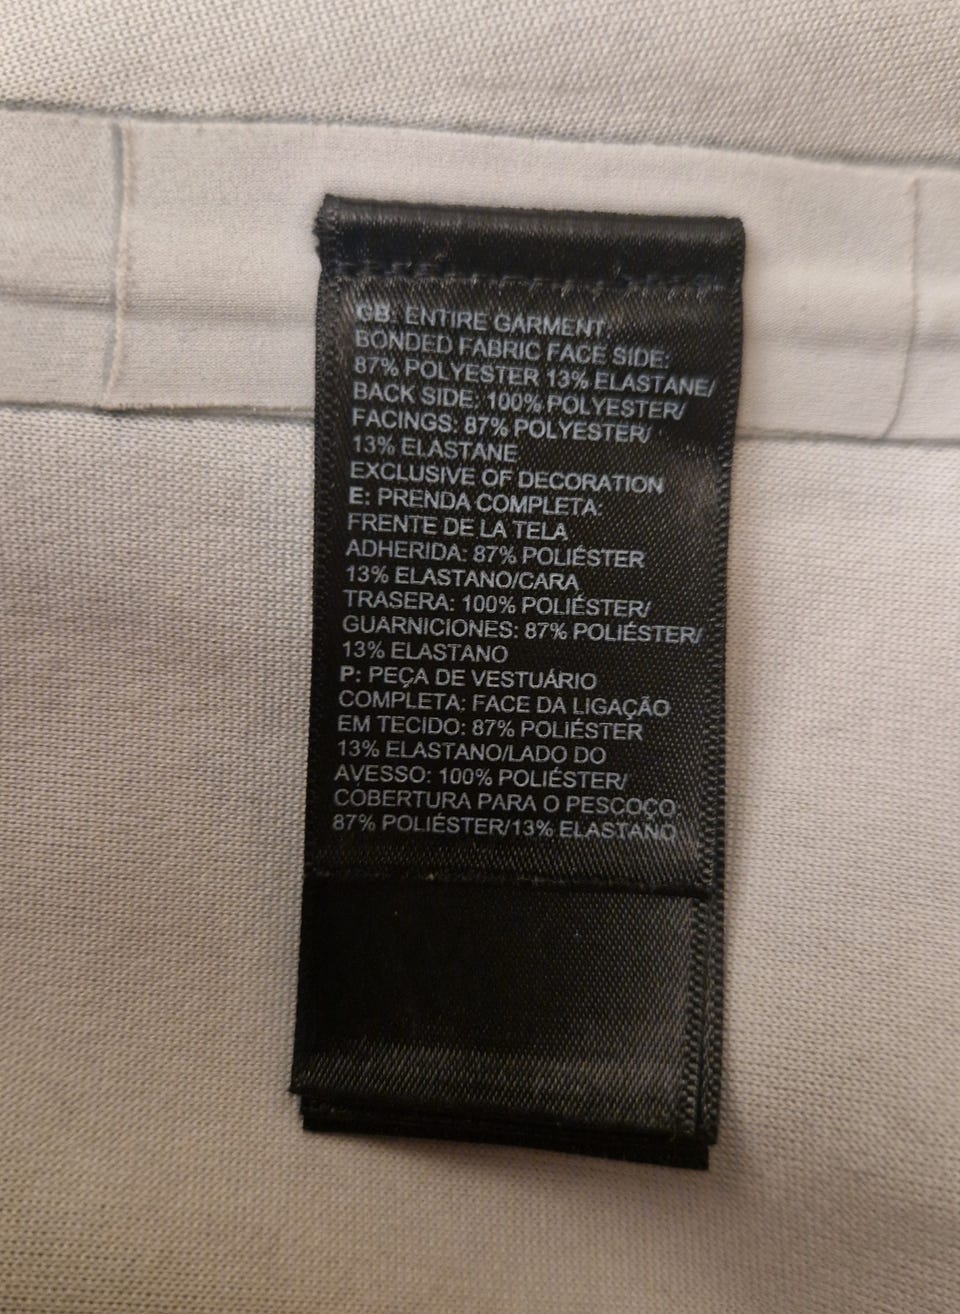 GB: ENTIRE GARMENT:
BONDED FABRIC FACE SIDE:
87% POLYESTER 13% ELASTANE/
BACK SIDE: 100% POLYESTER/
FACINGS: 87% POLYESTER/
13% ELASTANE
EXCLUSIVE OF DECORATION
E: PRENDA COMPLETA:
FRENTE DE LA TELA
ADHERIDA: 87% POLIÉSTER
13% ELASTANO/CARA
TRASERA: 100% POLIÉSTER/
GUARNICIONES: 87% POLIÉSTER/
13% ELASTANO
P: PEÇA DE VESTUÁRIO
COMPLETA: FACE DA LIGAÇÃO
EM TECIDO: 87% POLIÉSTER
13% ELASTANO/LADO DO
AVESSO: 100% POLIÉSTER/
COBERTURA PARA O PESCOÇO:
87% POLIÉSTER/13% ELASTANO